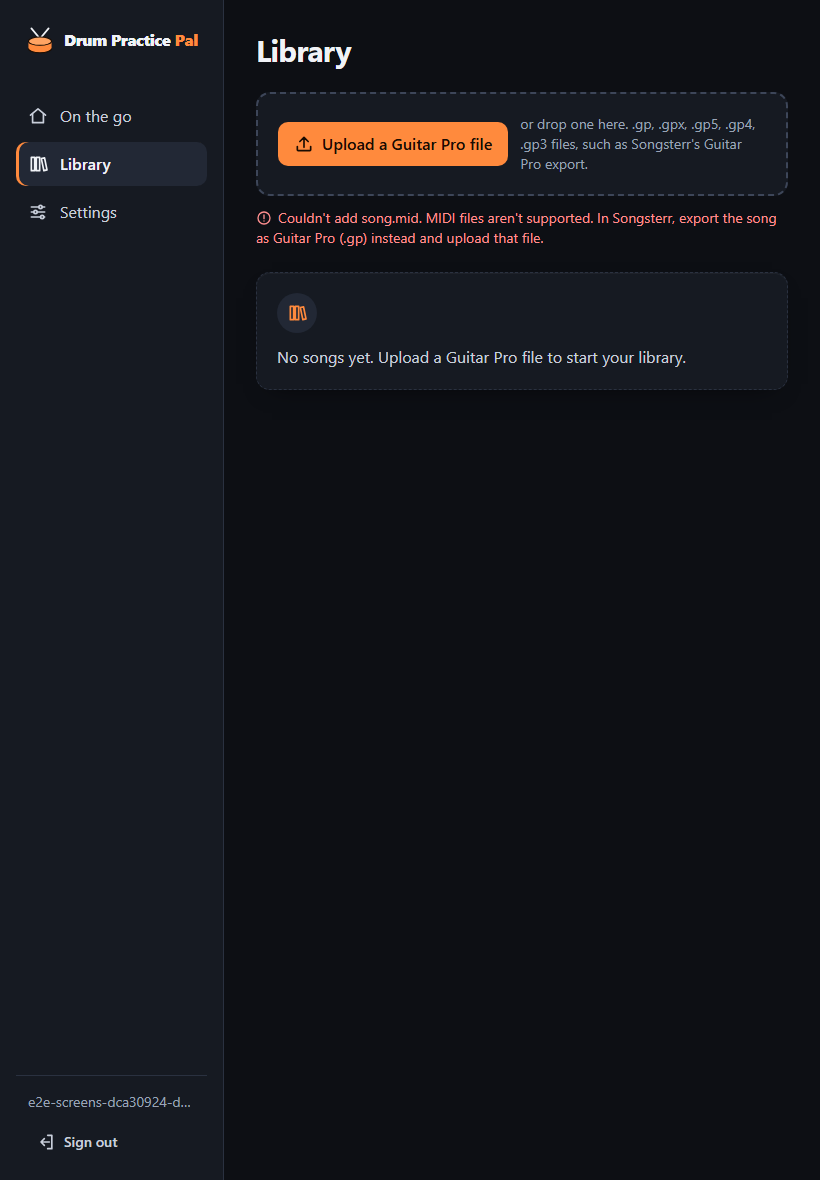 Drum Practice Pal
On the go
Library
Settings
e2e-screens-dca30924-d...
Sign out
Library
Upload a Guitar Pro file
or drop one here. .gp, .gpx, .gp5, .gp4,
.gp3 files, such as Songsterr's Guitar
Pro export.
Couldn't add song.mid. MIDI files aren't supported. In Songsterr, export the song
as Guitar Pro (.gp) instead and upload that file.
No songs yet. Upload a Guitar Pro file to start your library.